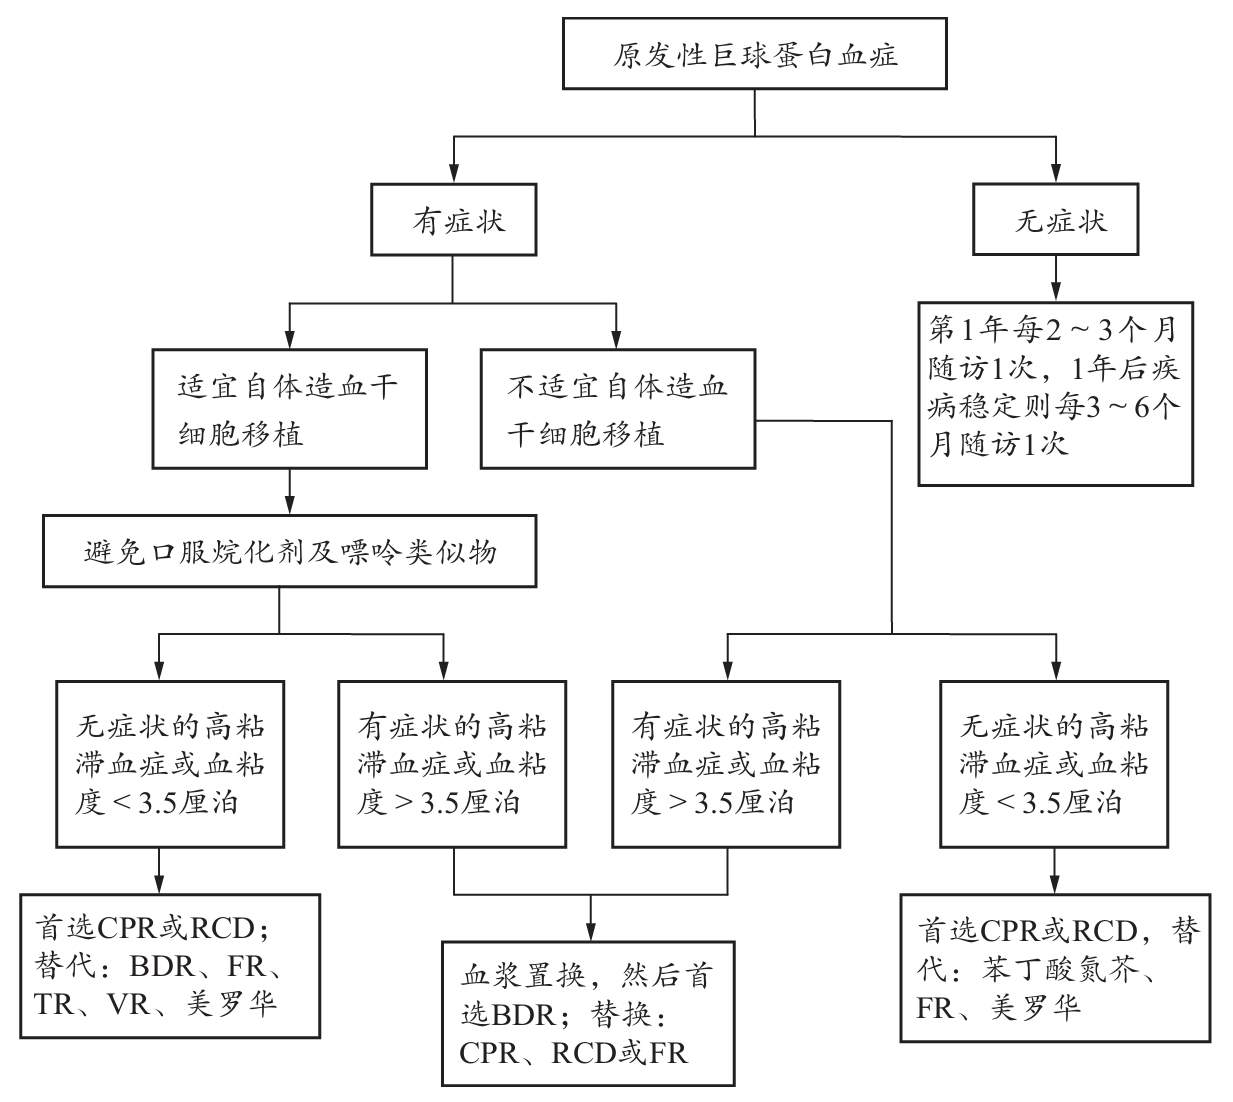 原发性巨球蛋白血症
有症状
无症状
第1年每2～3个月
随访1次，1年后疾
病稳定则每3～6个
月随访1次
适宜自体造血干
细胞移植
不适宜自体造血
干细胞移植
避免口服烷化剂及嘌呤类似物
无症状的高粘
滞血症或血粘
度<3.5厘泊
有症状的高粘
滞血症或血粘
度>3.5厘泊
有症状的高粘
滞血症或血粘
度>3.5厘泊
无症状的高粘
滞血症或血粘
度<3.5厘泊
首选CPR或RCD；
替代：BDR、FR、
TR、VR、美罗华
血浆置换，然后首
选BDR；替换：
CPR、RCD或FR
首选CPR或RCD，替
代：苯丁酸氮芥、
FR、美罗华